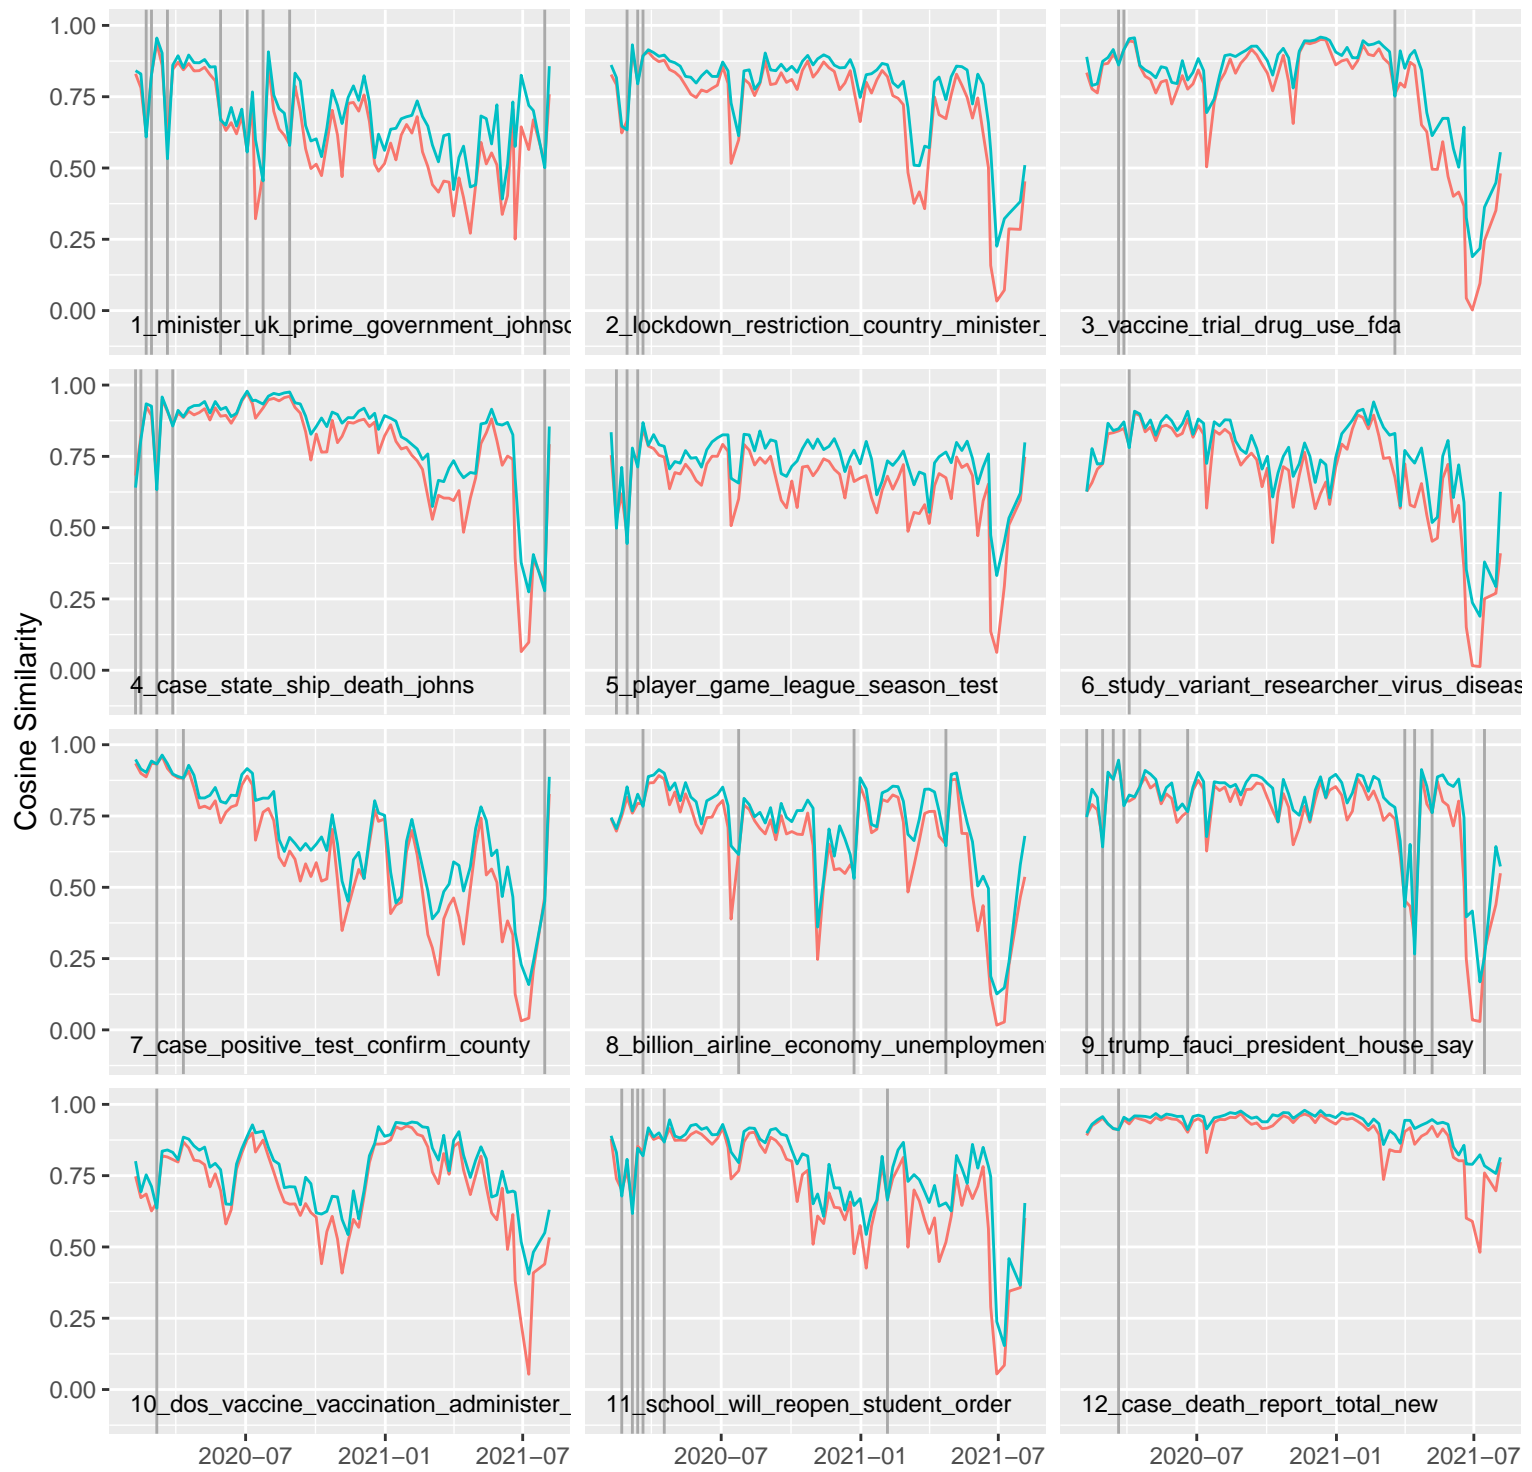 Cosine Similarity
1.00
0.75
0.50
0.25
0.00
1_minister_uk_prime_government_johnso
2_lockdown_restriction_country_minister_
3_vaccine_trial_drug_use_fda
1.00
0.75
0.50
0.25
0.00
4_case_state_ship_death_johns
5_player_game_league_season_test
6_study_variant_researcher_virus_diseas
1.00
0.75
0.50
0.25
0.00
7_case_positive_test_confirm_county
8_billion_airline_economy_unemployment
9_trump_fauci_president_house_say
1.00
0.75
0.50
0.25
0.00
10_dos_vaccine_vaccination_administer_
11_school_will_reopen_student_order
12_case_death_report_total_new
2020−07 2021−01 2021−07
2020−07 2021−01 2021−07
2020−07 2021−01 2021−07